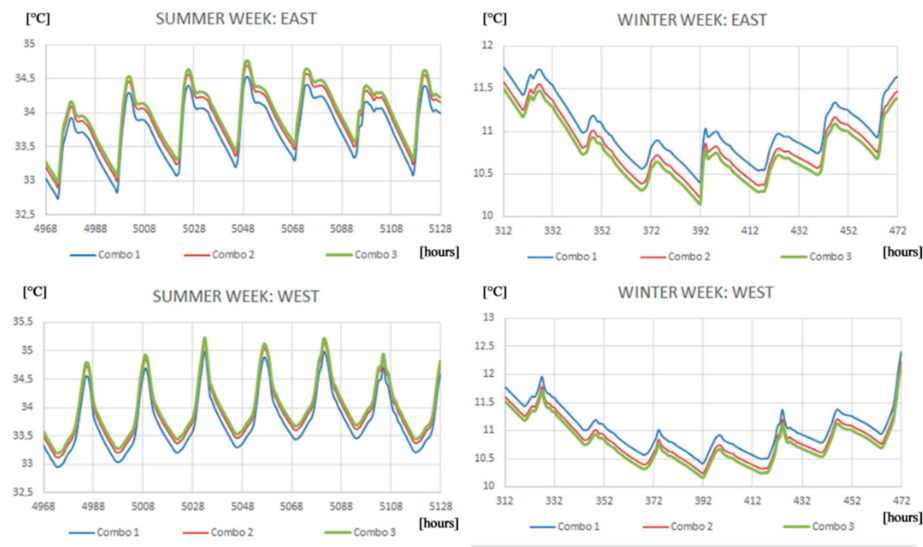 [°C] SUMMER WEEK: EAST
35
34,5
34
33,5
33
32,5
4968 4988 5008 5028 5048 5068 5088 5108 5128
Combo 1 Combo 2 Combo 3 [hours]
[°C] WINTER WEEK: EAST
12
11,5
11
10,5
10
312 332 352 372 392 412 432 452 472
Combo 1 Combo 2 Combo 3 [hours]
[°C] SUMMER WEEK: WEST
35,5
35
34,5
34
33,5
33
32,5
4968 4988 5008 5028 5048 5068 5088 5108 5128
Combo 1 Combo 2 Combo 3 [hours]
[°C] WINTER WEEK: WEST
13
12,5
12
11,5
11
10,5
10
312 332 352 372 392 412 432 452 472
Combo 1 Combo 2 Combo 3 [hours]